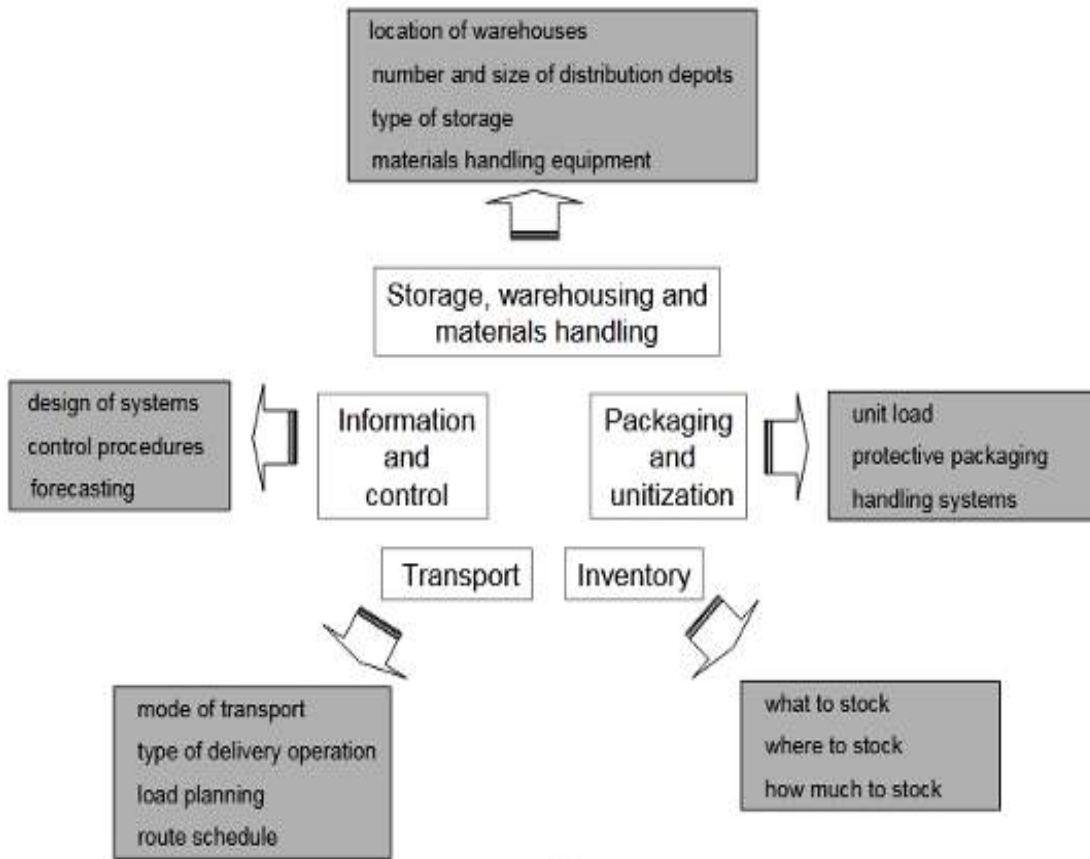 location of warehouses
number and size of distribution depots
type of storage
materials handling equipment
Storage, warehousing and
materials handling
design of systems
control procedures
forecasting
Information
and
control
Packaging
and
unitization
unit load
protective packaging
handling systems
Transport
Inventory
mode of transport
type of delivery operation
load planning
route schedule
what to stock
where to stock
how much to stock